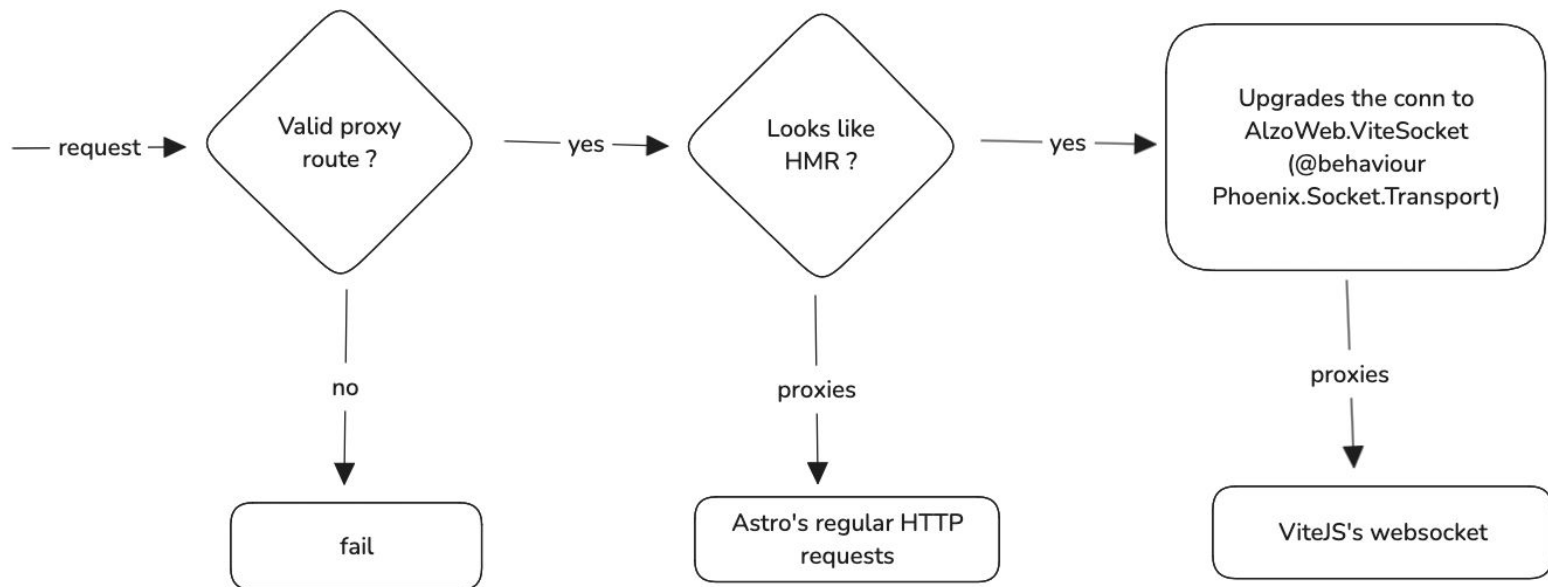 request
Valid proxy
route ?
yes
Looks like
HMR ?
yes
Upgrades the conn to
AlzoWeb.ViteSocket
(@behaviour
Phoenix.Socket.Transport)
no
proxies
proxies
fail
Astro's regular HTTP
requests
ViteJS's websocket